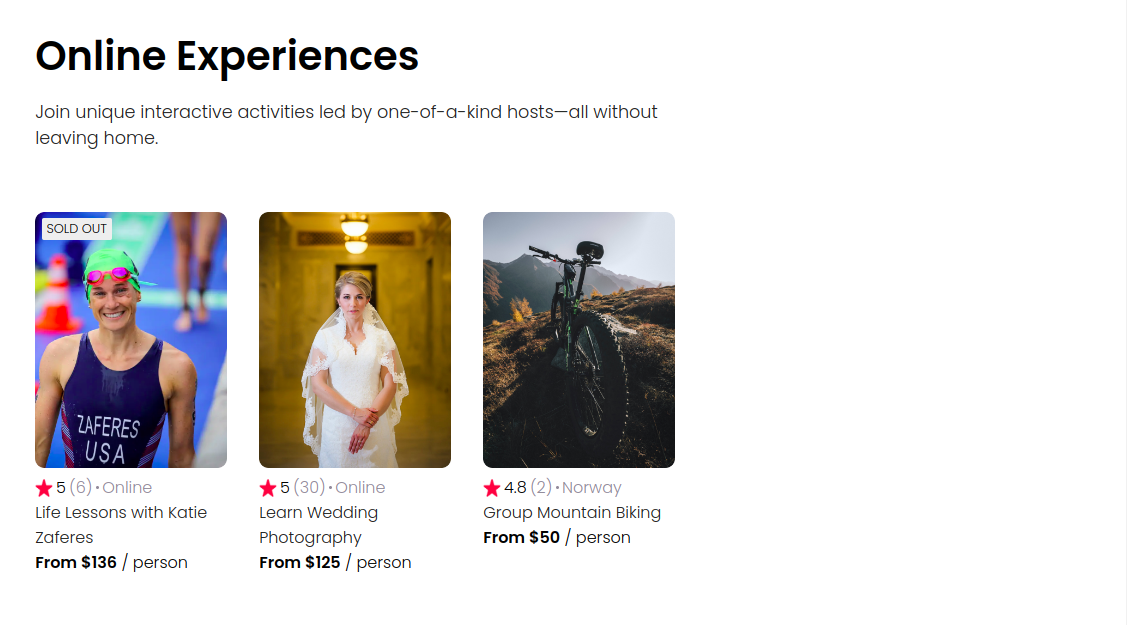 Online Experiences
Join unique interactive activities led by one-of-a-kind hosts—all without
leaving home.
SOLD OUT
ZAFERES
USA
5 (6) • Online
Life Lessons with Katie
Zaferes
From $136 / person
5 (30) • Online
Learn Wedding
Photography
From $125 / person
4.8 (2) • Norway
Group Mountain Biking
From $50 / person